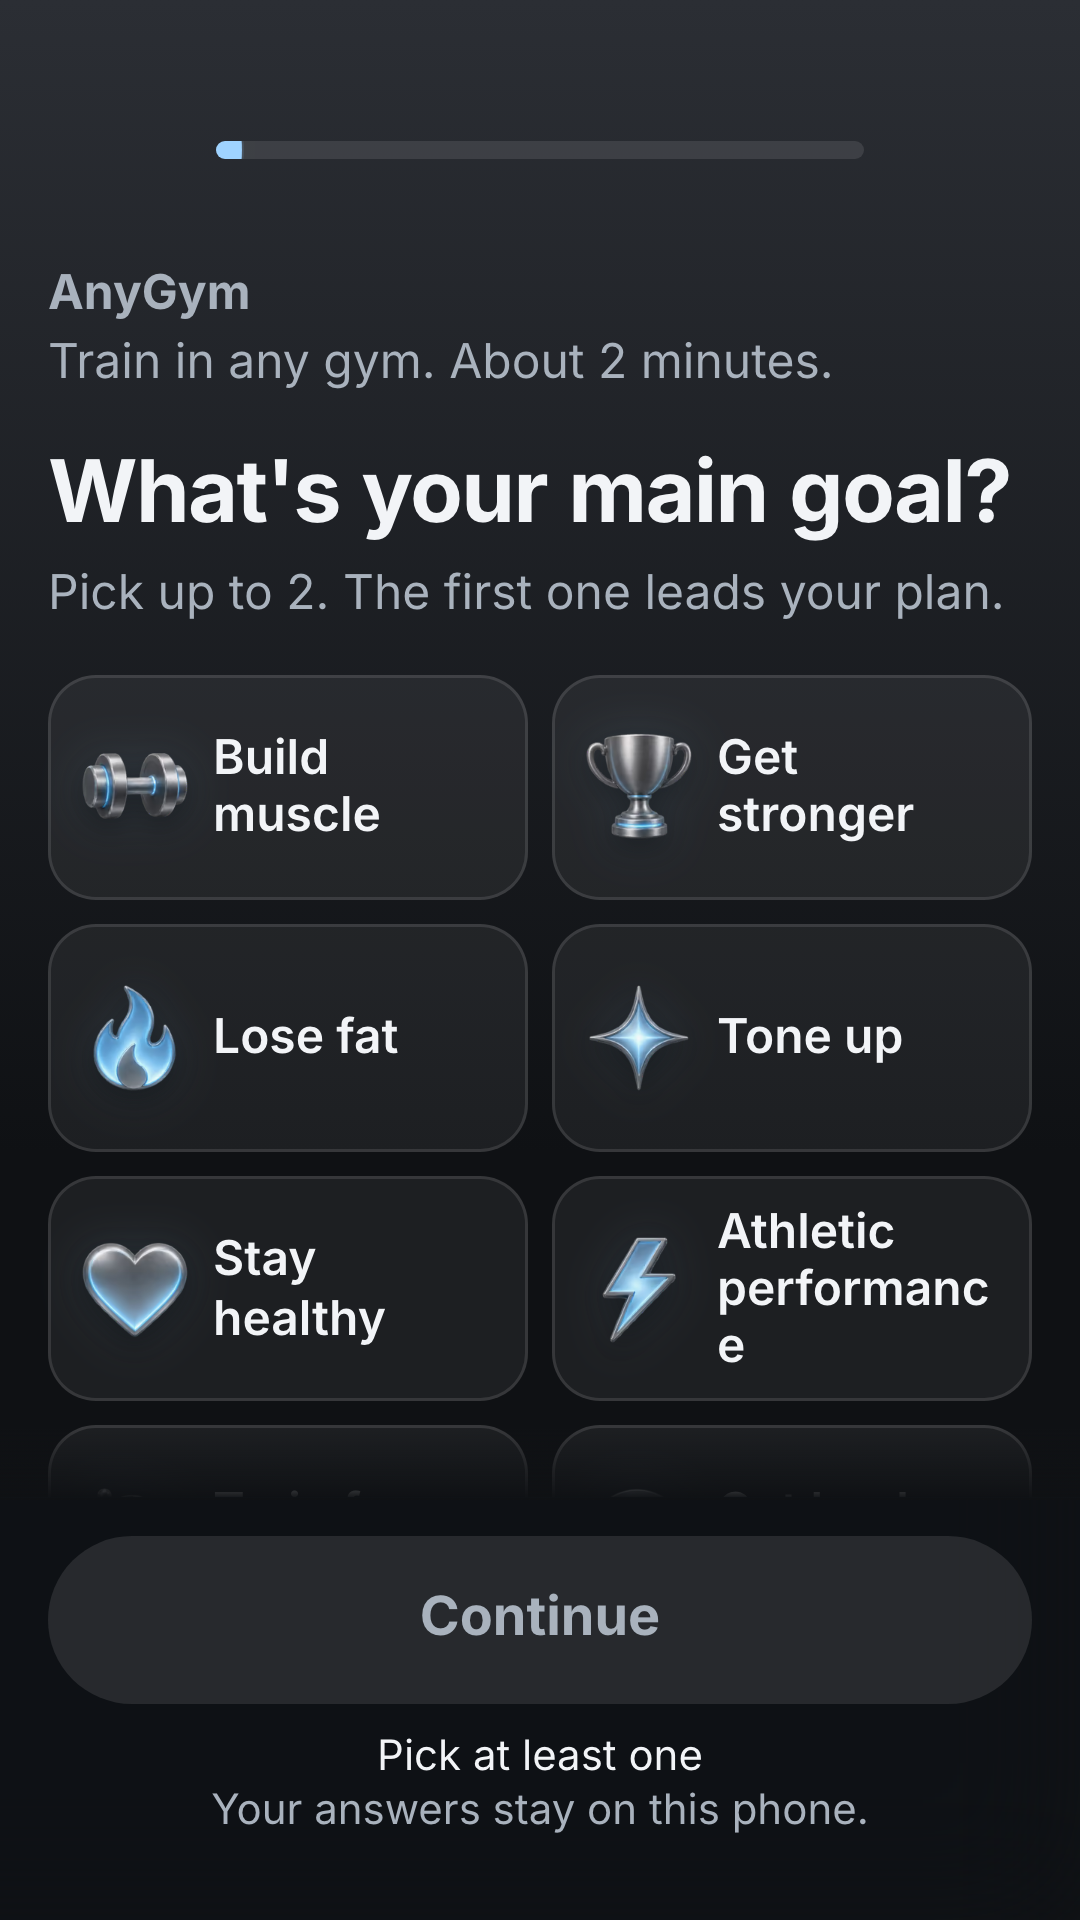 AnyGym
Train in any gym. About 2 minutes.
What's your main goal?
Pick up to 2. The first one leads your plan.
Build
muscle
Get
stronger
Lose fat
Tone up
Stay
healthy
Athletic
performanc
e
Continue
Pick at least one
Your answers stay on this phone.